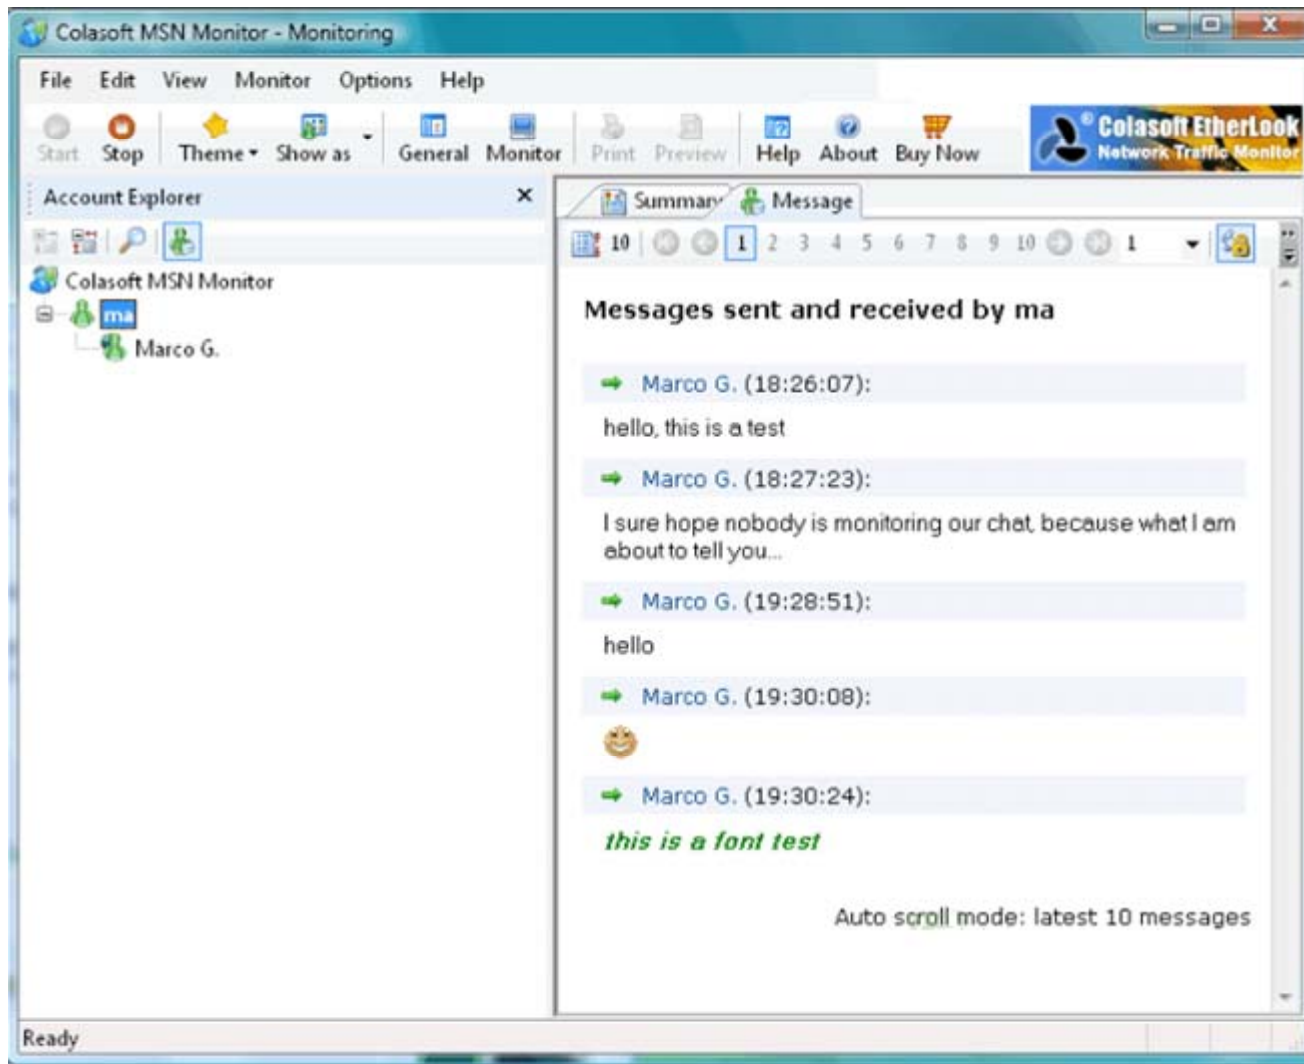 Colasoft MSN Monitor - Monitoring
File Edit View Monitor Options Help
Start Stop Theme Show as General Monitor Print Preview Help About Buy Now
® Colasoft EtherLook
Network Traffic Monitor
Account Explorer
Summary Message
10 1 2 3 4 5 6 7 8 9 10 1
Colasoft MSN Monitor
ma
Marco G.
Messages sent and received by ma
Marco G. (18:26:07):
hello, this is a test
Marco G. (18:27:23):
I sure hope nobody is monitoring our chat, because what I am
about to tell you...
Marco G. (19:28:51):
hello
Marco G. (19:30:08):
Marco G. (19:30:24):
this is a font test
Auto scroll mode: latest 10 messages
Ready